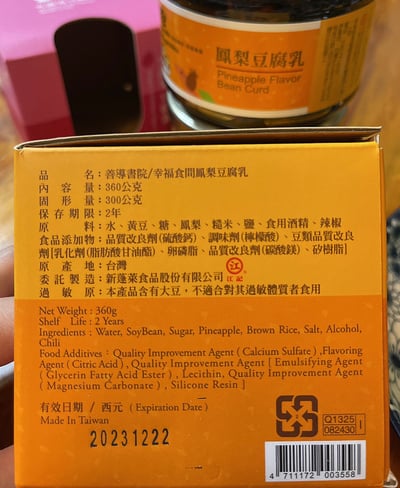 鳳梨豆腐乳
Pineapple Flavor
Bean Curd
品　　名：善導書院/幸福食間鳳梨豆腐乳
內 容 量：360公克
固 形 量：300公克
保存期限：2年
原　　料：水、黃豆、糖、鳳梨、糙米、鹽、食用酒精、辣椒
食品添加物：品質改良劑(硫酸鈣)、調味劑(檸檬酸)、豆類品質改良
劑[乳化劑(脂肪酸甘油酯)、卵磷脂、品質改良劑(碳酸鎂)、矽樹脂]
原 產 地：台灣
委託製造：新蓬萊食品股份有限公司 江記
過 敏 原：本產品含有大豆，不適合對其過敏體質者食用
Net Weight : 360g
Shelf Life : 2 Years
Ingredients : Water, SoyBean, Sugar, Pineapple, Brown Rice, Salt, Alcohol,
Chili
Food Additives : Quality Improvement Agent ( Calcium Sulfate) ,Flavoring
Agent ( Citric Acid) , Quality Improvement Agent [ Emulsifying Agent
( Glycerin Fatty Acid Ester ) , Lecithin, Quality Improvement Agent
( Magnesium Carbonate ) , Silicone Resin ]
有效日期 / 西元 ( Expiration Date )
Made In Taiwan
20231222
Q1325
082430
I
4 711172 003558